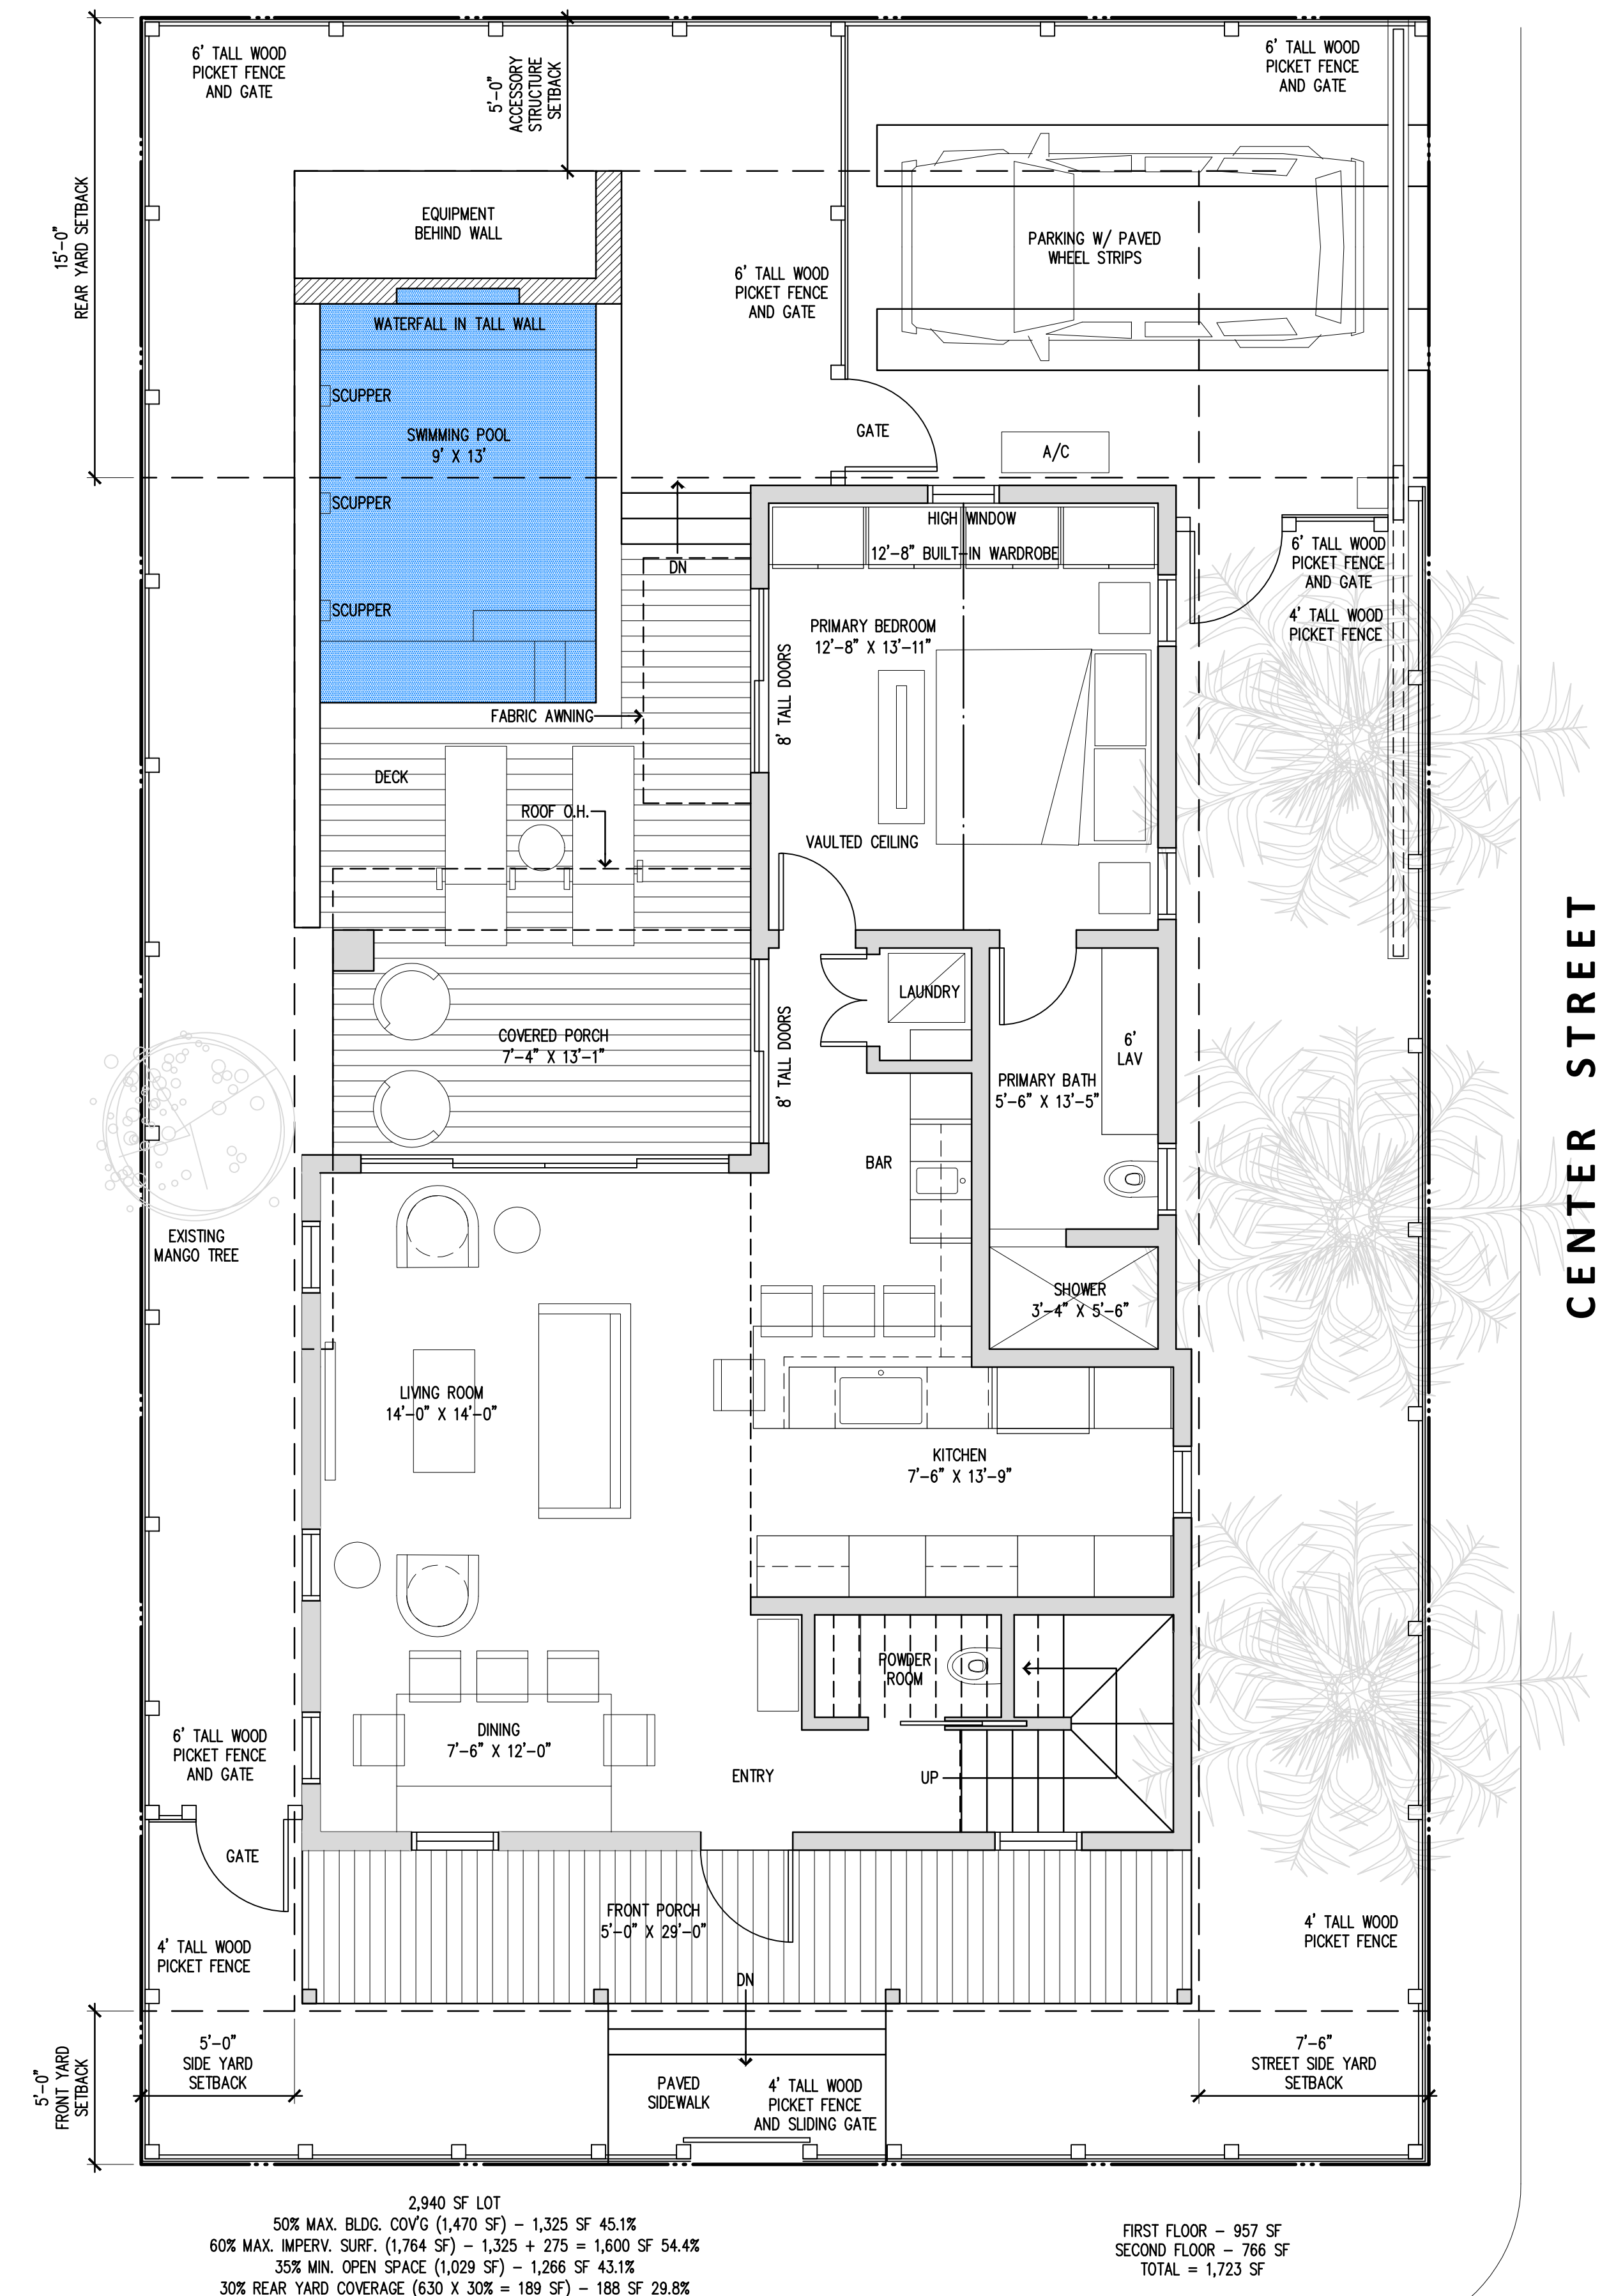 6' TALL WOOD
PICKET FENCE
AND GATE
5'-0"
ACCESSORY
STRUCTURE
SETBACK
6' TALL WOOD
PICKET FENCE
AND GATE
15'-0"
REAR YARD SETBACK
EQUIPMENT
BEHIND WALL
PARKING W/ PAVED
WHEEL STRIPS
6' TALL WOOD
PICKET FENCE
AND GATE
WATERFALL IN TALL WALL
SCUPPER
SWIMMING POOL
9' X 13'
GATE
A/C
SCUPPER
HIGH WINDOW
12'-8" BUILT-IN WARDROBE
DN
6' TALL WOOD
PICKET FENCE
AND GATE
SCUPPER
4' TALL WOOD
PICKET FENCE
PRIMARY BEDROOM
12'-8" X 13'-11"
8' TALL DOORS
FABRIC AWNING
DECK
ROOF O.H.
VAULTED CEILING
CENTER STREET
LAUNDRY
COVERED PORCH
7'-4" X 13'-1"
8' TALL DOORS
6'
LAV
PRIMARY BATH
5'-6" X 13'-5"
BAR
EXISTING
MANGO TREE
SHOWER
3'-4" X 5'-6"
LIVING ROOM
14'-0" X 14'-0"
KITCHEN
7'-6" X 13'-9"
POWDER
ROOM
6' TALL WOOD
PICKET FENCE
AND GATE
DINING
7'-6" X 12'-0"
ENTRY
UP
GATE
FRONT PORCH
5'-0" X 29'-0"
4' TALL WOOD
PICKET FENCE
4' TALL WOOD
PICKET FENCE
DN
5'-0"
FRONT YARD
SETBACK
5'-0"
SIDE YARD
SETBACK
7'-6"
STREET SIDE YARD
SETBACK
PAVED
SIDEWALK
4' TALL WOOD
PICKET FENCE
AND SLIDING GATE
2,940 SF LOT
50% MAX. BLDG. COV'G (1,470 SF) - 1,325 SF 45.1%
60% MAX. IMPERV. SURF. (1,764 SF) - 1,325 + 275 = 1,600 SF 54.4%
35% MIN. OPEN SPACE (1,029 SF) - 1,266 SF 43.1%
30% REAR YARD COVERAGE (630 X 30% = 189 SF) - 188 SF 29.8%
FIRST FLOOR - 957 SF
SECOND FLOOR - 766 SF
TOTAL = 1,723 SF